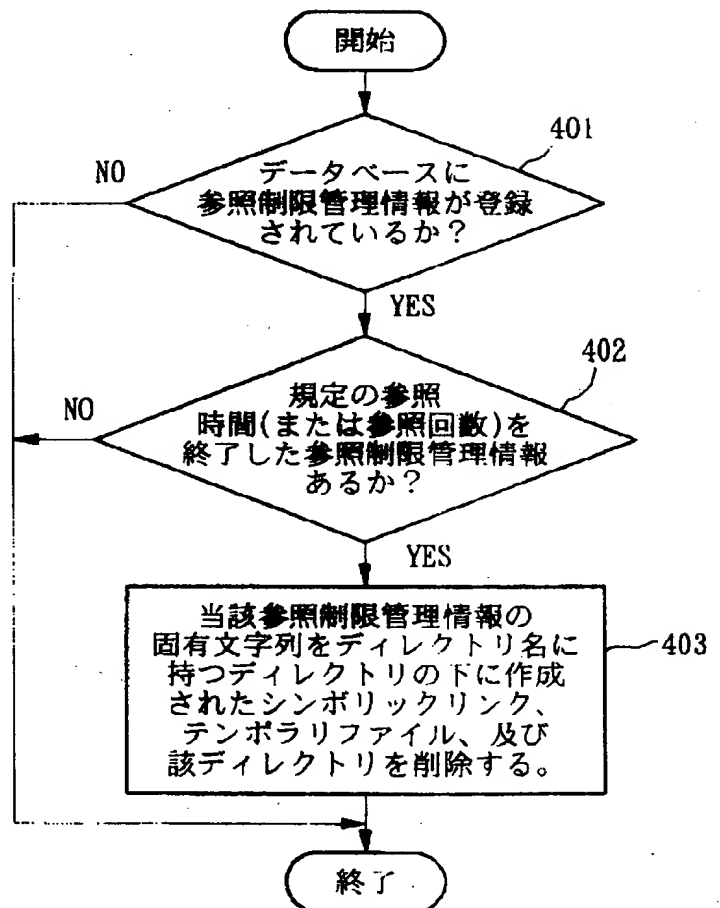 開始
401
NO
データベースに
参照制限管理情報が登録
されているか？
YES
402
NO
規定の参照
時間(または参照回数)を
終了した参照制限管理情報
あるか？
YES
当該参照制限管理情報の
固有文字列をディレクトリ名に
持つディレクトリの下に作成
されたシンボリックリンク、
テンポラリファイル、及び
該ディレクトリを削除する。
403
終了